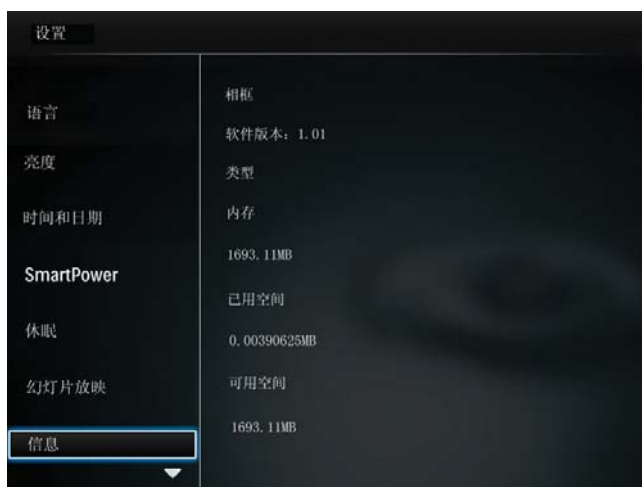 设置
语言
亮度
时间和日期
SmartPower
休眠
幻灯片放映
信息
相框
软件版本：1.01
类型
内存
1693.11MB
已用空间
0.00390625MB
可用空间
1693.11MB